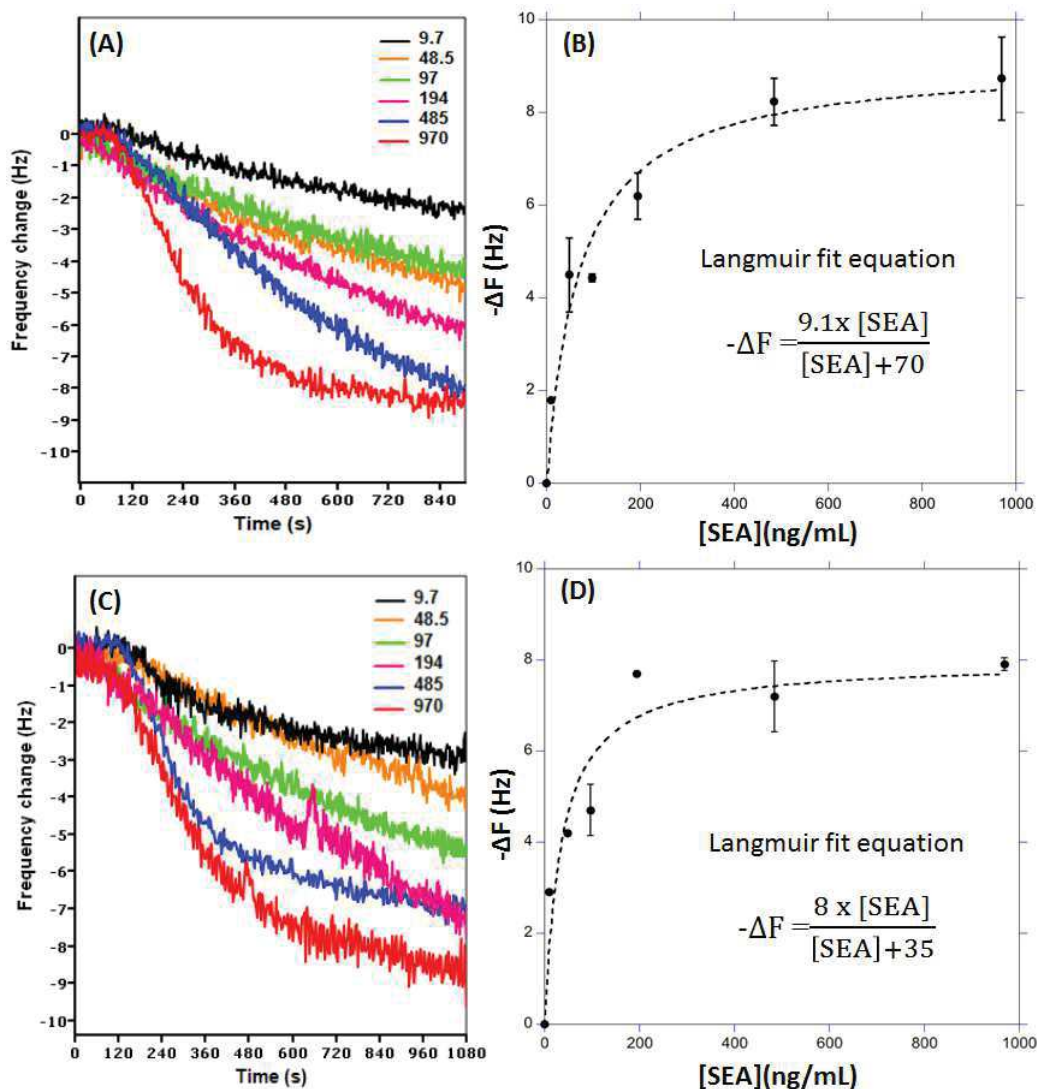 (A)
9.7
48.5
97
194
485
970
0
-1
-2
-3
-4
-5
-6
-7
-8
-9
-10
Frequency change (Hz)
0 120 240 360 480 600 720 840
Time (s)
(B)
10
8
6
4
2
0
-ΔF (Hz)
Langmuir fit equation
-ΔF = 9.1x [SEA]
[SEA]+70
0 200 400 600 800 1000
[SEA](ng/mL)
(C)
9.7
48.5
97
194
485
970
0
-1
-2
-3
-4
-5
-6
-7
-8
-9
-10
Frequency change (Hz)
0 120 240 360 480 600 720 840 960 1080
Time (s)
(D)
10
8
6
4
2
0
-ΔF (Hz)
Langmuir fit equation
-ΔF = 8 x [SEA]
[SEA]+35
0 200 400 600 800 1000
[SEA](ng/mL)